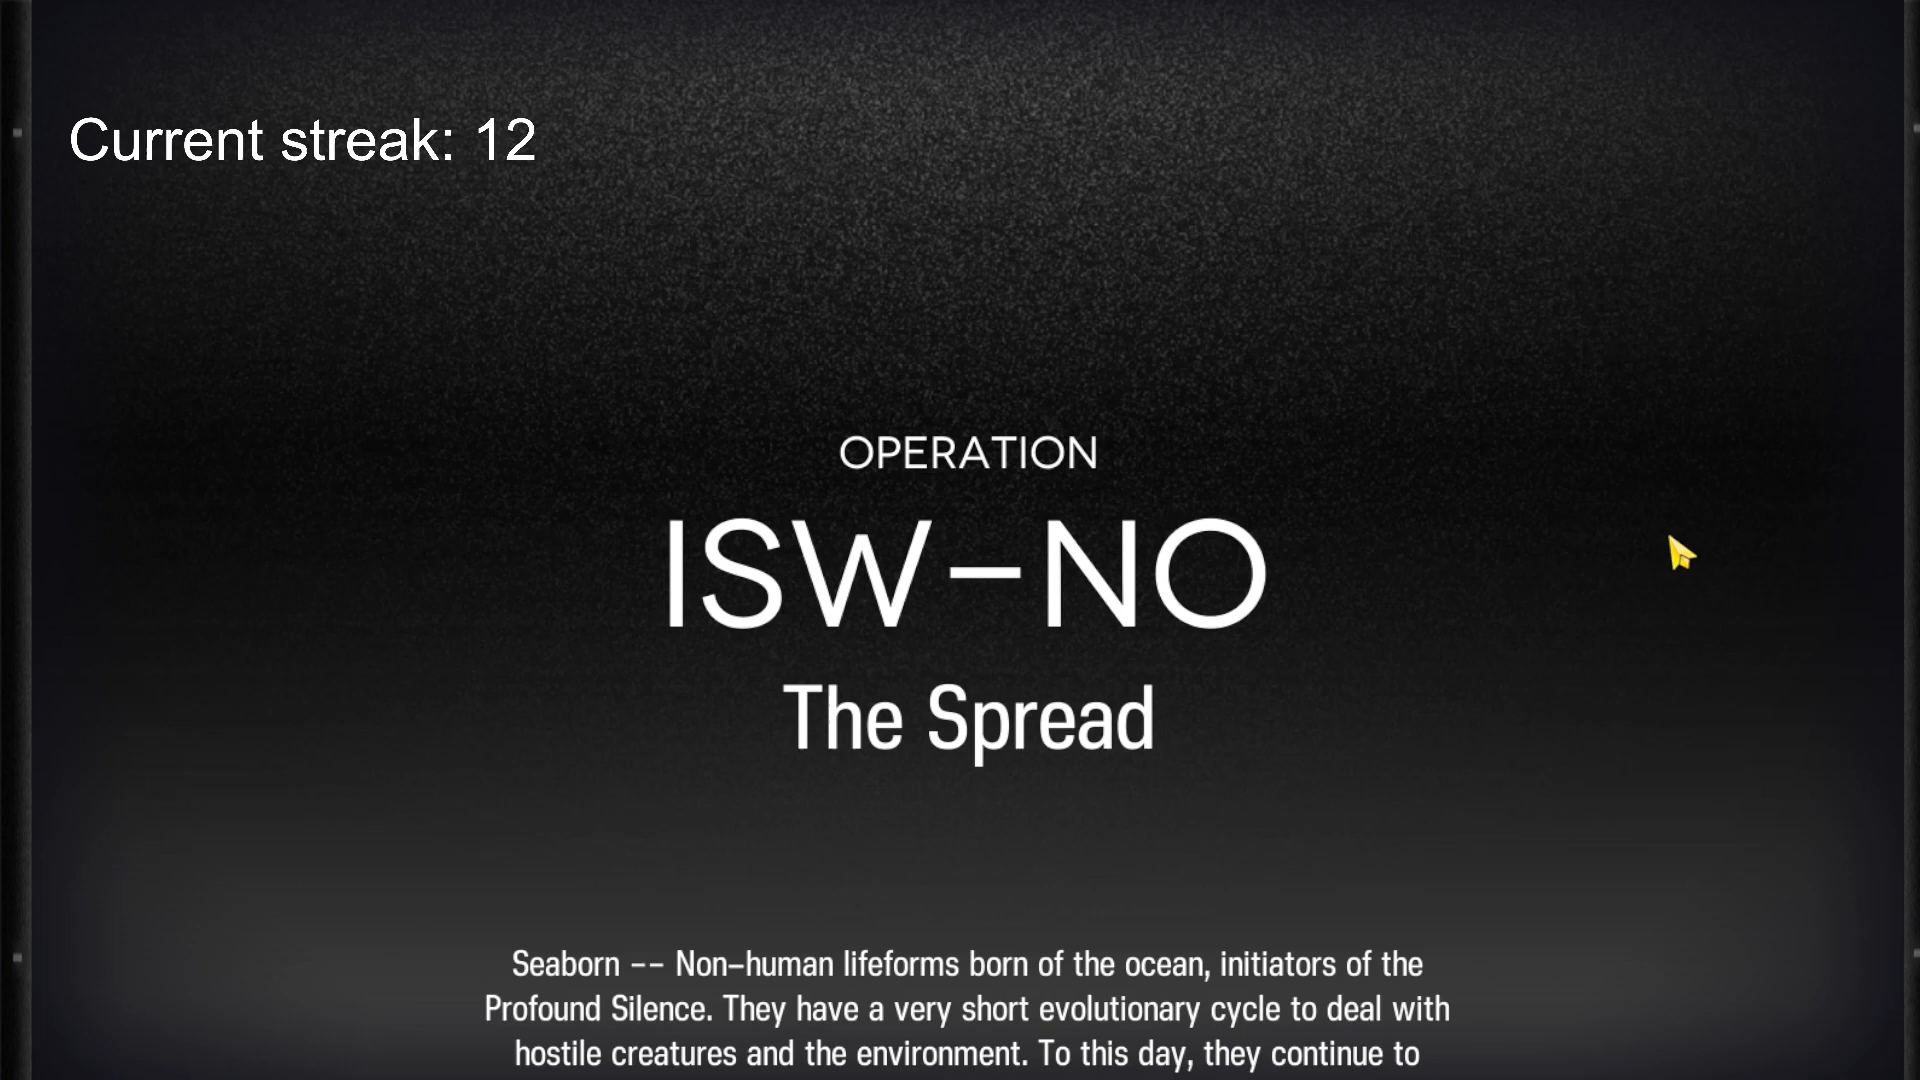 Current streak: 12
OPERATION
ISW-NO
The Spread
Seaborn -- Non-human lifeforms born of the ocean, initiators of the
Profound Silence. They have a very short evolutionary cycle to deal with
hostile creatures and the environment. To this day, they continue to